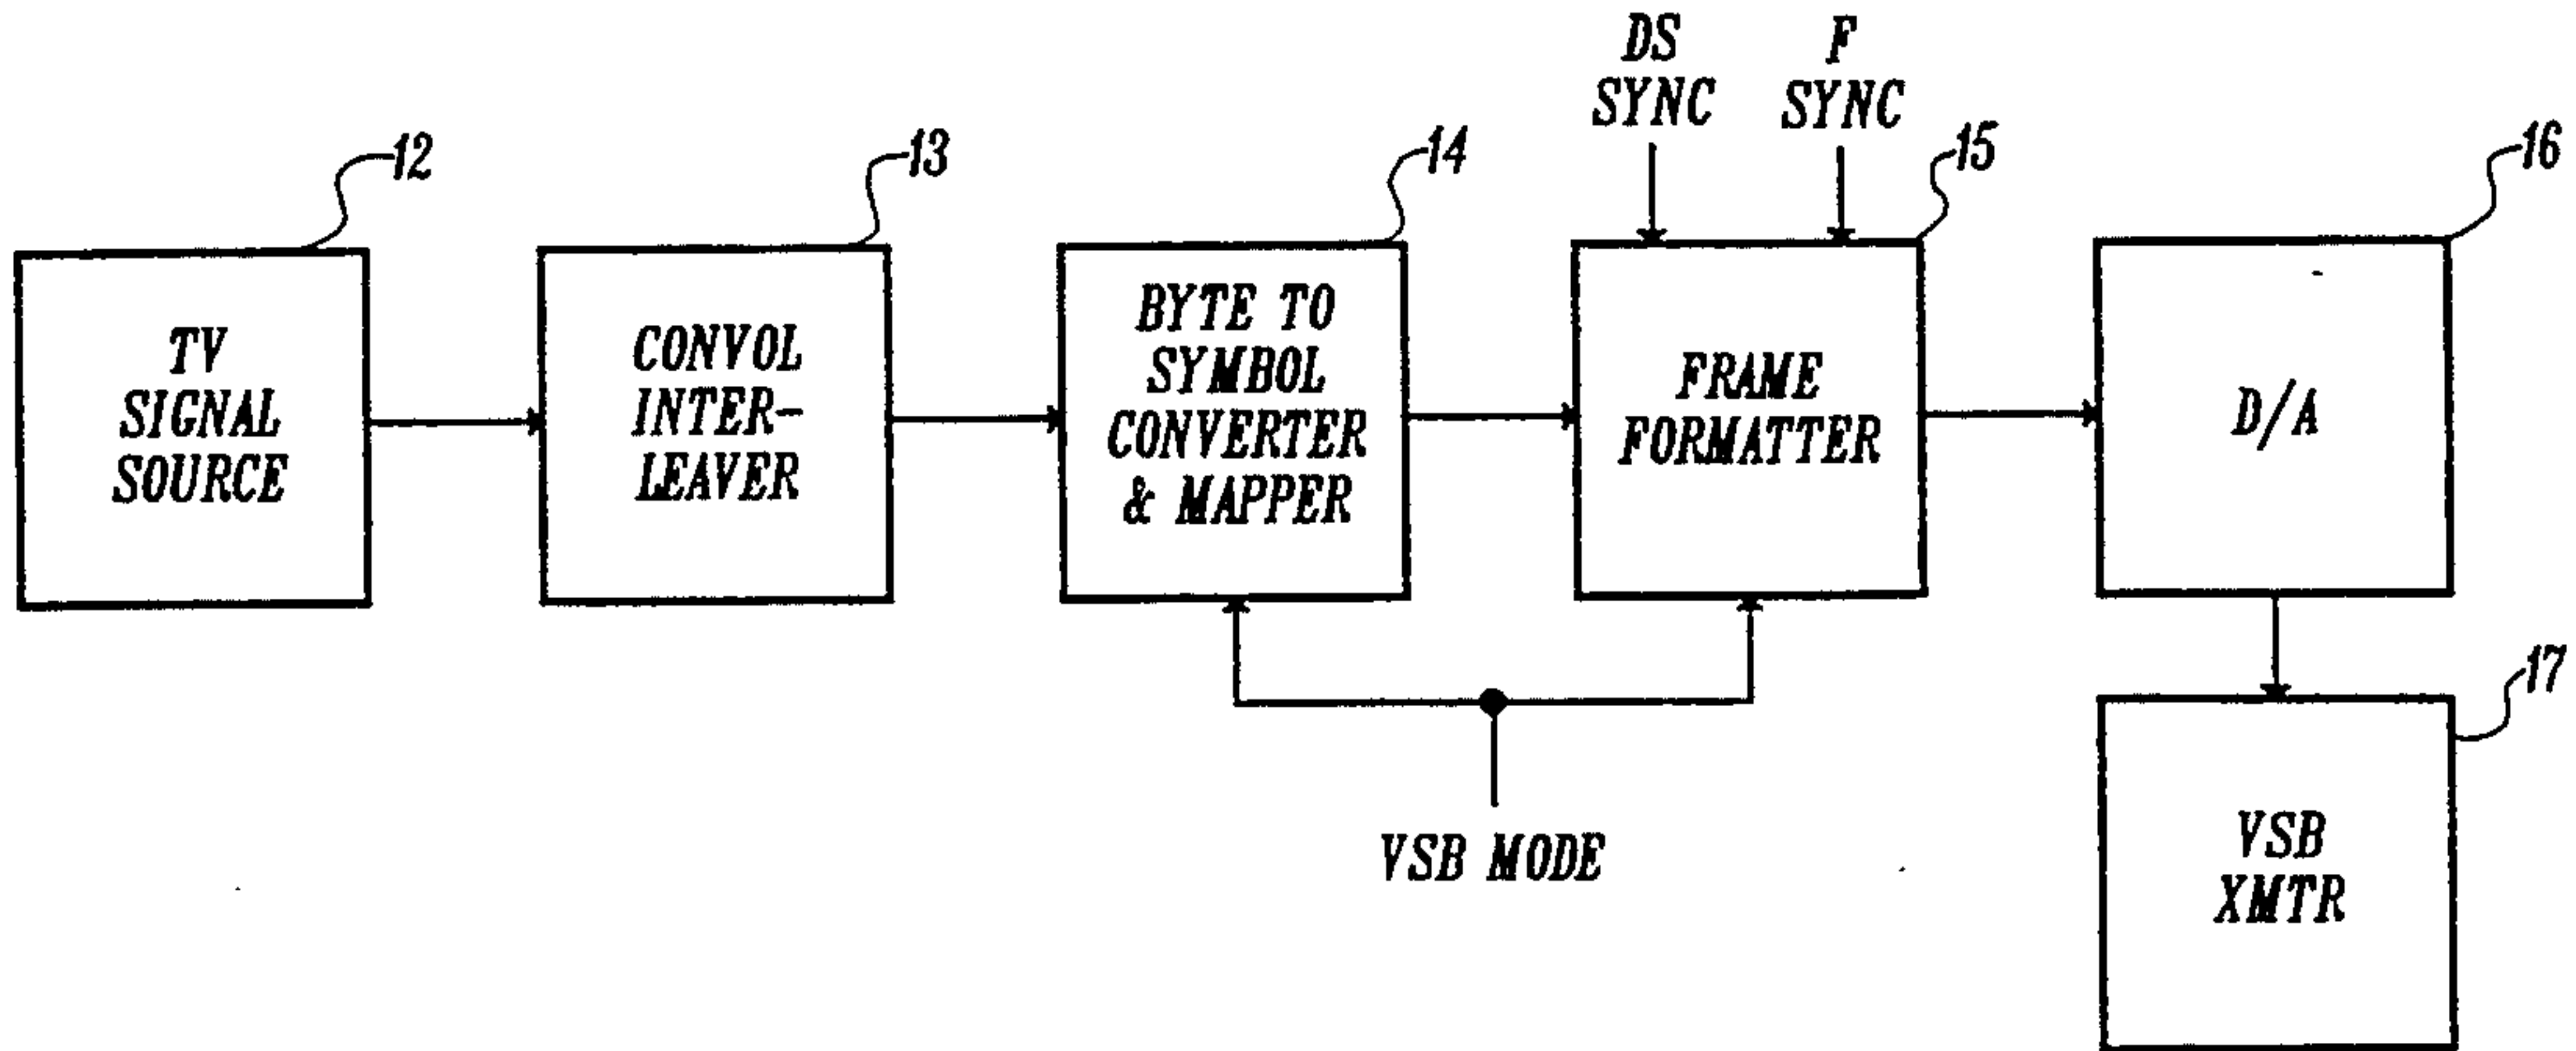 DS
SYNC
F
SYNC
12
13
14
15
16
TV
SIGNAL
SOURCE
CONVOL
INTER-
LEAVER
BYTE TO
SYMBOL
CONVERTER
& MAPPER
FRAME
FORMATTER
D/A
17
VSB MODE
VSB
XMTR